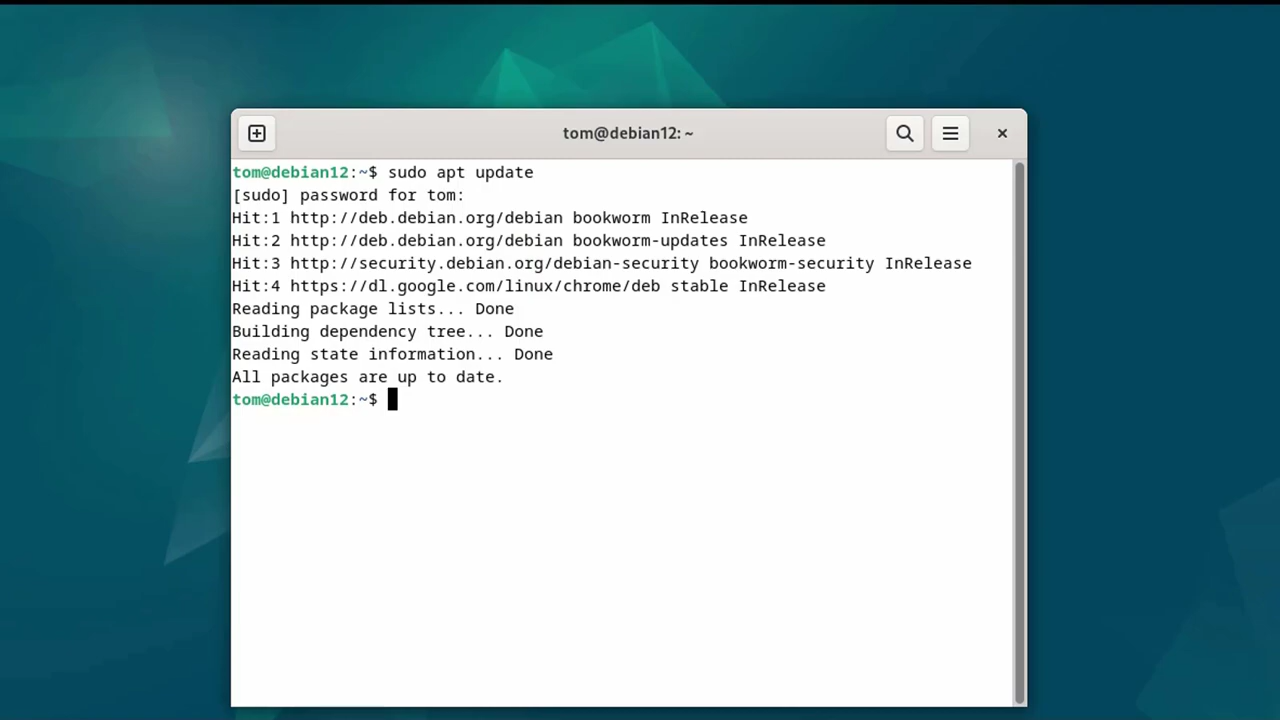 tom@debian12: ~
tom@debian12:~$ sudo apt update
[sudo] password for tom:
Hit:1 http://deb.debian.org/debian bookworm InRelease
Hit:2 http://deb.debian.org/debian bookworm-updates InRelease
Hit:3 http://security.debian.org/debian-security bookworm-security InRelease
Hit:4 https://dl.google.com/linux/chrome/deb stable InRelease
Reading package lists... Done
Building dependency tree... Done
Reading state information... Done
All packages are up to date.
tom@debian12:~$